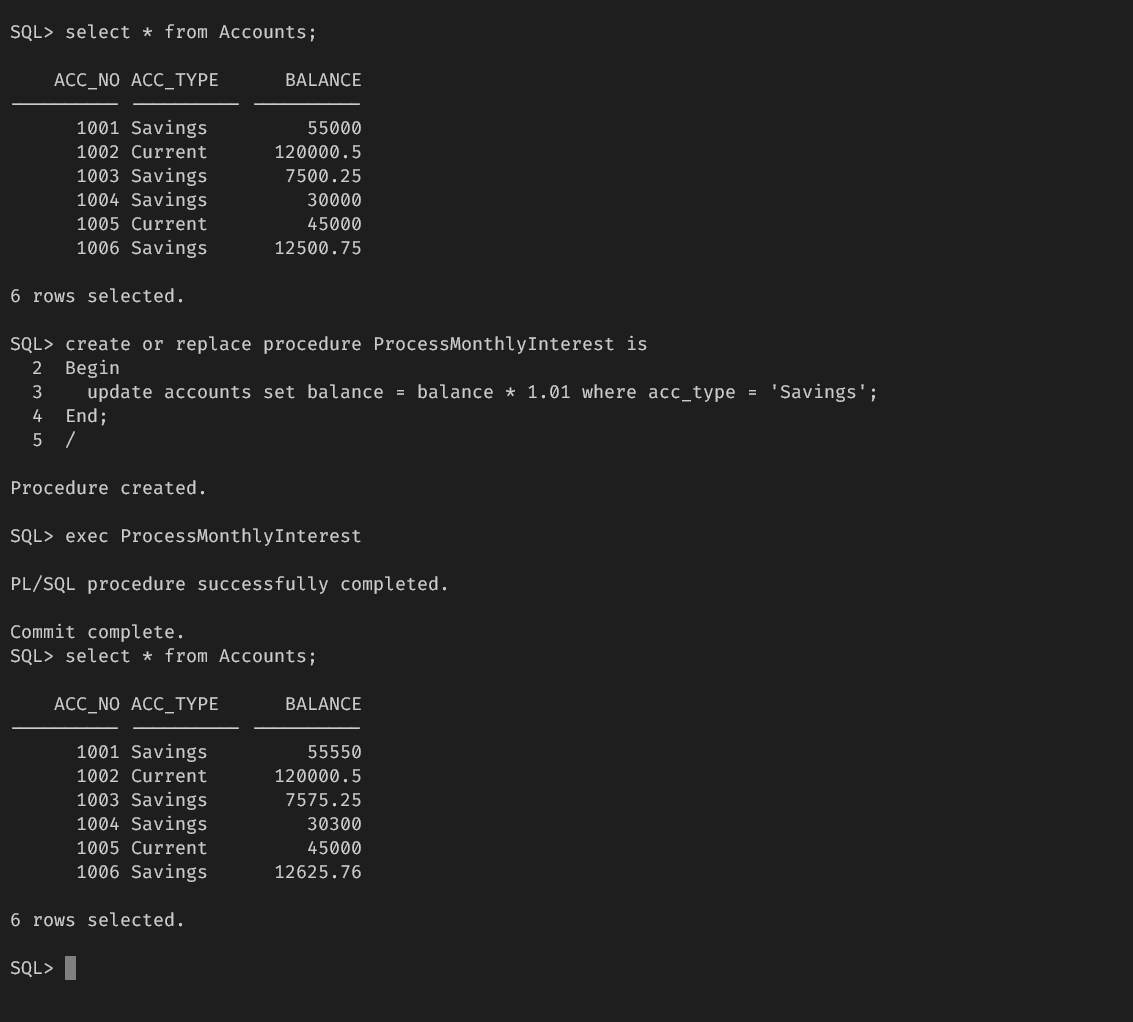 SQL> select * from Accounts;
    ACC_NO ACC_TYPE      BALANCE
---------- ---------- ----------
      1001 Savings         55000
      1002 Current      120000.5
      1003 Savings       7500.25
      1004 Savings         30000
      1005 Current         45000
      1006 Savings      12500.75
6 rows selected.
SQL> create or replace procedure ProcessMonthlyInterest is
  2  Begin
  3    update accounts set balance = balance * 1.01 where acc_type = 'Savings';
  4  End;
  5  /
Procedure created.
SQL> exec ProcessMonthlyInterest
PL/SQL procedure successfully completed.
Commit complete.
SQL> select * from Accounts;
    ACC_NO ACC_TYPE      BALANCE
---------- ---------- ----------
      1001 Savings         55550
      1002 Current      120000.5
      1003 Savings       7575.25
      1004 Savings         30300
      1005 Current         45000
      1006 Savings      12625.76
6 rows selected.
SQL>